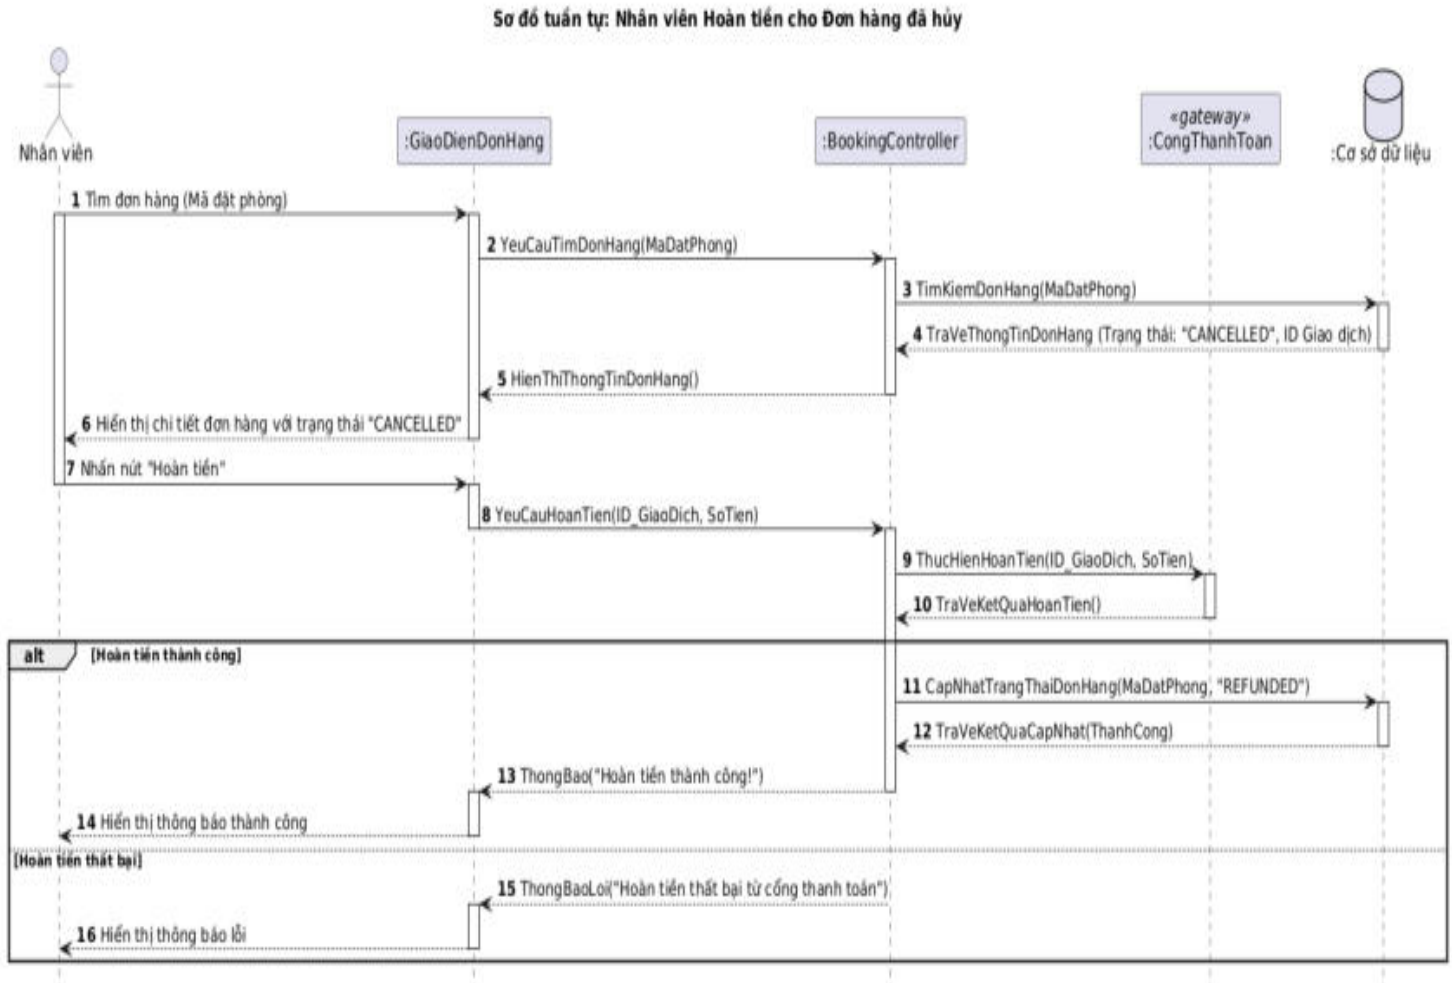 Sơ đồ tuần tự: Nhân viên Hoàn tiền cho Đơn hàng đã hủy
Nhân viên
:GiaoDienDonHang
:BookingController
«gateway»
:CongThanhToan
:Cơ sở dữ liệu
1 Tìm đơn hàng (Mã đặt phòng)
2 YeuCauTimDonHang(MaDatPhong)
3 TimKiemDonHang(MaDatPhong)
4 TraVeThongTinDonHang (Trạng thái: "CANCELLED", ID Giao dịch)
5 HienThiThongTinDonHang()
6 Hiển thị chi tiết đơn hàng với trạng thái "CANCELLED"
7 Nhấn nút "Hoàn tiền"
8 YeuCauHoanTien(ID_GiaoDich, SoTien)
9 ThucHienHoanTien(ID_GiaoDich, SoTien)
10 TraVeKetQuaHoanTien()
alt [Hoàn tiền thành công]
11 CapNhatTrangThaiDonHang(MaDatPhong, "REFUNDED")
12 TraVeKetQuaCapNhat(ThanhCong)
13 ThongBao("Hoàn tiền thành công!")
14 Hiển thị thông báo thành công
[Hoàn tiền thất bại]
15 ThongBaoLoi("Hoàn tiền thất bại từ cổng thanh toán")
16 Hiển thị thông báo lỗi